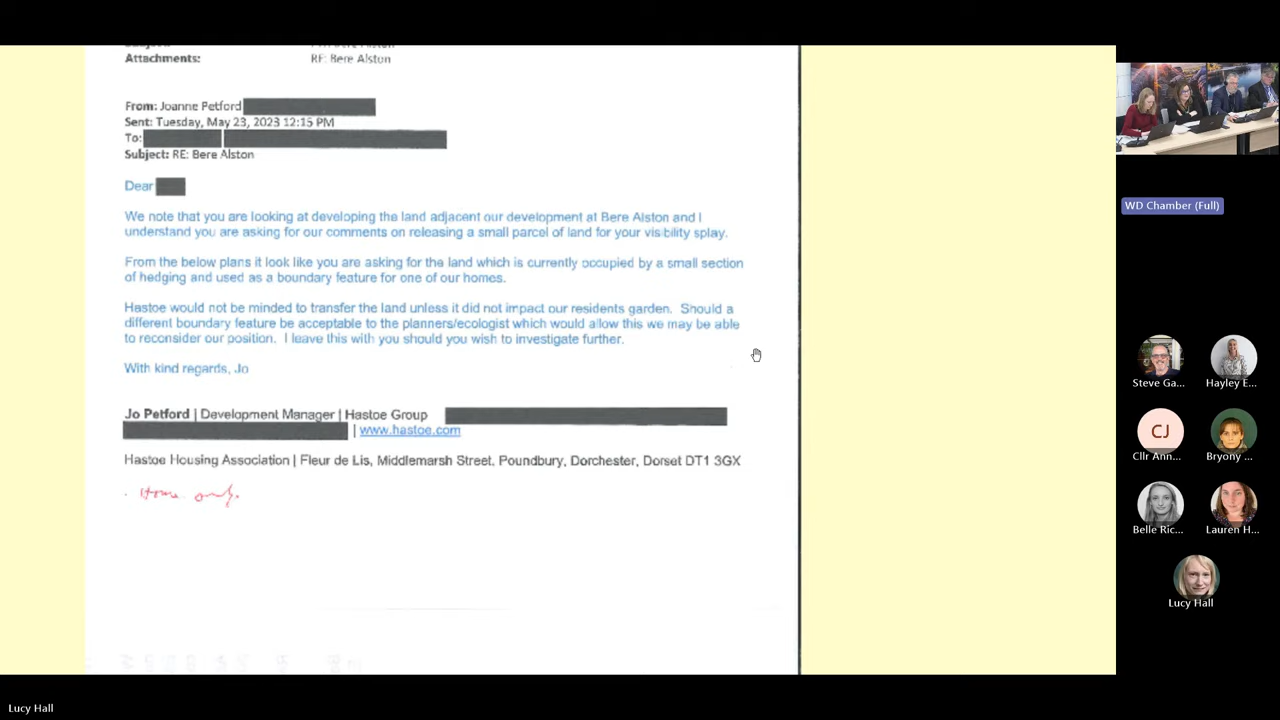 Attachments: RE: Bere Alston
From: Joanne Petford
Sent: Tuesday, May 23, 2023 12:15 PM
To:
Subject: RE: Bere Alston
Dear
We note that you are looking at developing the land adjacent our development at Bere Alston and I
understand you are asking for our comments on releasing a small parcel of land for your visibility splay.
From the below plans it look like you are asking for the land which is currently occupied by a small section
of hedging and used as a boundary feature for one of our homes.
Hastoe would not be minded to transfer the land unless it did not impact our residents garden. Should a
different boundary feature be acceptable to the planners/ecologist which would allow this we may be able
to reconsider our position. I leave this with you should you wish to investigate further.
With kind regards, Jo
Jo Petford | Development Manager | Hastoe Group
| www.hastoe.com
Hastoe Housing Association | Fleur de Lis, Middlemarsh Street, Poundbury, Dorchester, Dorset DT1 3GX
WD Chamber (Full)
Steve Ga...
Hayley E...
CJ
Cllr Ann...
Bryony ...
Belle Ric...
Lauren H...
Lucy Hall
Lucy Hall